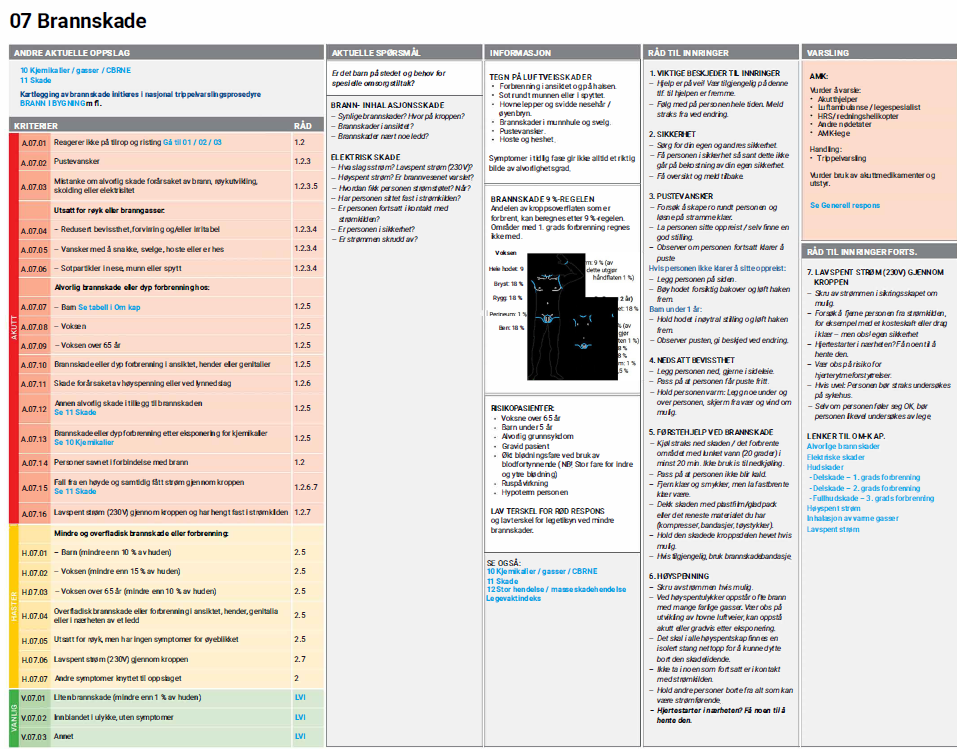 07 Brannskade
ANDRE AKTUELLE OPPSLAG
10 Kjemikalier / gasser / CBRNE
11 Skade
Kartlegging av brannskade initieres i nasjonal trippelvarslingsprosedyre
BRANN I BYGNING m fl.
KRITERIER RÅD
AKUTT
A.07.01 Reagerer ikke på tilrop og risting Gå til 01 / 02 / 03 1.2
A.07.02 Pustevansker 1.2.3
A.07.03 Mistanke om alvorlig skade forårsaket av brann, røykutvikling,
skolding eller elektrisitet 1.2.3.5
Utsatt for røyk eller branngasser:
A.07.04 – Redusert bevissthet, forvirring og/eller irritabel 1.2.3.4
A.07.05 – Vansker med å snakke, svelge, hoste eller er hes 1.2.3.4
A.07.06 – Sotpartikler i nese, munn eller spytt 1.2.3.4
Alvorlig brannskade eller dyp forbrenning hos:
A.07.07 – Barn Se tabell i Om kap 1.2.5
A.07.08 – Voksen 1.2.5
A.07.09 – Voksen over 65 år 1.2.5
A.07.10 Brannskade eller dyp forbrenning i ansiktet, hender eller genitalier 1.2.5
A.07.11 Skade forårsaket av høyspenning eller ved lynnedslag 1.2.6
A.07.12 Annen alvorlig skade i tillegg til brannskaden
Se 11 Skade 1.2.5
A.07.13 Brannskade eller dyp forbrenning etter eksponering for kjemikalier
Se 10 Kjemikalier 1.2.5
A.07.14 Personer savnet i forbindelse med brann 1.2
A.07.15 Fall fra en høyde og samtidig fått strøm gjennom kroppen
Se 11 Skade 1.2.6.7
A.07.16 Lavspent strøm (230V) gjennom kroppen og har hengt fast i strømkilden 1.2.7
HASTER
Mindre og overfladisk brannskade eller forbrenning:
H.07.01 – Barn (mindre enn 10 % av huden) 2.5
H.07.02 – Voksen (mindre enn 15 % av huden) 2.5
H.07.03 – Voksen over 65 år (mindre enn 10 % av huden) 2.5
H.07.04 Overfladisk brannskade eller forbrenning i ansiktet, hender, genitalia
eller i nærheten av et ledd 2.5
H.07.05 Utsatt for røyk, men har ingen symptomer for øyeblikket 2.5
H.07.06 Lavspent strøm (230V) gjennom kroppen 2.7
H.07.07 Andre symptomer knyttet til oppslaget 2
VANLIG
V.07.01 Liten brannskade (mindre enn 1 % av huden) LVI
V.07.02 Innblandet i ulykke, uten symptomer LVI
V.07.03 Annet LVI
AKTUELLE SPØRSMÅL
Er det barn på stedet og behov for
spesielle omsorgstiltak?
BRANN- INHALASJONSSKADE
– Synlige brannskader? Hvor på kroppen?
– Brannskader i ansiktet?
– Brannskader nært noe ledd?
ELEKTRISK SKADE
– Hva slags strøm? Lavspent strøm (230V)?
– Høyspent strøm? Er brannvesenet varslet?
– Hvordan fikk personen strømstøtet? Når?
– Har personen sittet fast i strømkilden?
– Er personen fortsatt i kontakt med
strømkilden?
– Er personen i sikkerhet?
– Er strømmen skrudd av?
INFORMASJON
TEGN PÅ LUFTVEISSKADER
• Forbrenning i ansiktet og på halsen.
• Sot rundt munnen eller i spyttet.
• Hovne lepper og svidde nesehår /
øyenbryn.
• Brannskader i munnhule og svelg.
• Pustevansker.
• Hoste og heshet.
Symptomer i tidlig fase gir ikke alltid et riktig
bilde av alvorlighetsgrad.
BRANNSKADE 9 %-REGELEN
Andelen av kroppsoverflaten som er
forbrent, kan beregnes etter 9 %-regelen.
Områder med 1. grads forbrenning regnes
ikke med.
Voksen
Hele hodet: 9
Bryst: 18 %
Rygg: 18 %
Perineum: 1 %
Ben: 18 %
m: 9 % (av
dette utgjør
håndflaten 1 %)
2 år)
et: 18 %
% (av
gjør
ten 1 %)
8 %
8 %
m: 1 %
,5 %
RISIKOPASIENTER:
- Voksne over 65 år
- Barn under 5 år
- Alvorlig grunnsykdom
- Gravid pasient
- Økt blødningsfare ved bruk av
blodfortynnende (NB! Stor fare for indre
og ytre blødning)
- Ruspåvirkning
- Hypoterm personen
LAV TERSKEL FOR RØD RESPONS
og lav terskel for legetilsyn ved mindre
brannskader.
SE OGSÅ:
10 Kjemikalier / gasser / CBRNE
11 Skade
12 Stor hendelse / masseskadehendelse
Legevaktindeks
RÅD TIL INNRINGER
1. VIKTIGE BESKJEDER TIL INNRINGER
– Hjelp er på vei! Vær tilgjengelig på denne
tlf. til hjelpen er fremme.
– Følg med på personen hele tiden. Meld
straks fra ved endring.
2. SIKKERHET
– Sørg for din egen og andres sikkerhet.
– Få personen i sikkerhet så sant dette ikke
går på bekostning av din egen sikkerhet.
– Få oversikt og meld tilbake.
3. PUSTEVANSKER
– Forsøk å skape ro rundt personen og
løsne på stramme klær.
– La personen sitte oppreist / selv finne en
god stilling.
– Observer om personen fortsatt klarer å
puste
Hvis personen ikke klarer å sitte oppreist:
– Legg personen på siden.
– Bøy hodet forsiktig bakover og løft haken
frem.
Barn under 1 år:
– Hold hodet i nøytral stilling og løft haken
frem.
– Observer pusten, gi beskjed ved endring.
4. NEDSATT BEVISSTHET
– Legg personen ned, gjerne i sideleie.
– Pass på at personen får puste fritt.
– Hold personen varm: Legg noe under og
over personen, skjerm fra vær og vind om
mulig.
5. FØRSTEHJELP VED BRANNSKADE
– Kjøl straks ned skaden / det forbrente
området med lunket vann (20 grader) i
minst 20 min. Ikke bruk is til nedkjøling.
– Pass på at personen ikke blir kald.
– Fjern klær og smykker, men la fastbrente
klær være.
– Dekk skaden med plastfilm/gladpack
eller det reneste materialet du har
(kompresser, bandasjer, tøystykker).
– Hold den skadede kroppsdelen hevet hvis
mulig.
– Hvis tilgjengelig, bruk brannskadebandasje.
6. HØYSPENNING
– Skru av strømmen hvis mulig.
– Ved høyspentulykker oppstår ofte brann
med mange farlige gasser. Vær obs på
utvikling av hovne luftveier, kan oppstå
akutt eller gradvis etter eksponering.
– Det skal i alle høyspentskap finnes en
isolert stang nettopp for å kunne dytte
bort den skadelidende.
– Ikke ta i noen som fortsatt er i kontakt
med strømkilden.
– Hold andre personer borte fra alt som kan
være strømførende.
– Hjertestarter i nærheten? Få noen til å
hente den.
VARSLING
AMK:
Vurder å varsle:
• Akutthjelper
• Luftambulanse / legespesialist
• HRS/ redningshelikopter
• Andre nødetater
• AMK-lege
Handling:
• Trippelvarsling
Vurder bruk av akuttmedikamenter og
utstyr.
Se Generell respons
RÅD TIL INNRINGER FORTS.
7. LAVSPENT STRØM (230V) GJENNOM
KROPPEN
– Skru av strømmen i sikringsskapet om
mulig.
– Forsøk å fjerne personen fra strømkilden,
for eksempel med et kosteskaft eller drag
i klær – men obs! egen sikkerhet
– Hjertestarter i nærheten? Få noen til å
hente den.
– Vær obs på risiko for
hjerterytmeforstyrrelser.
– Hvis uvel: Personen bør straks undersøkes
på sykehus.
– Selv om personen føler seg OK, bør
personen likevel undersøkes av lege.
LENKER TIL OM-KAP.
Alvorlige brannskader
Elektriske skader
Hudskader
- Delskade – 1. grads forbrenning
- Delskade – 2. grads forbrenning
- Fullhudskade – 3. grads forbrenning
Høyspent strøm
Inhalasjon av varme gasser
Lavspent strøm